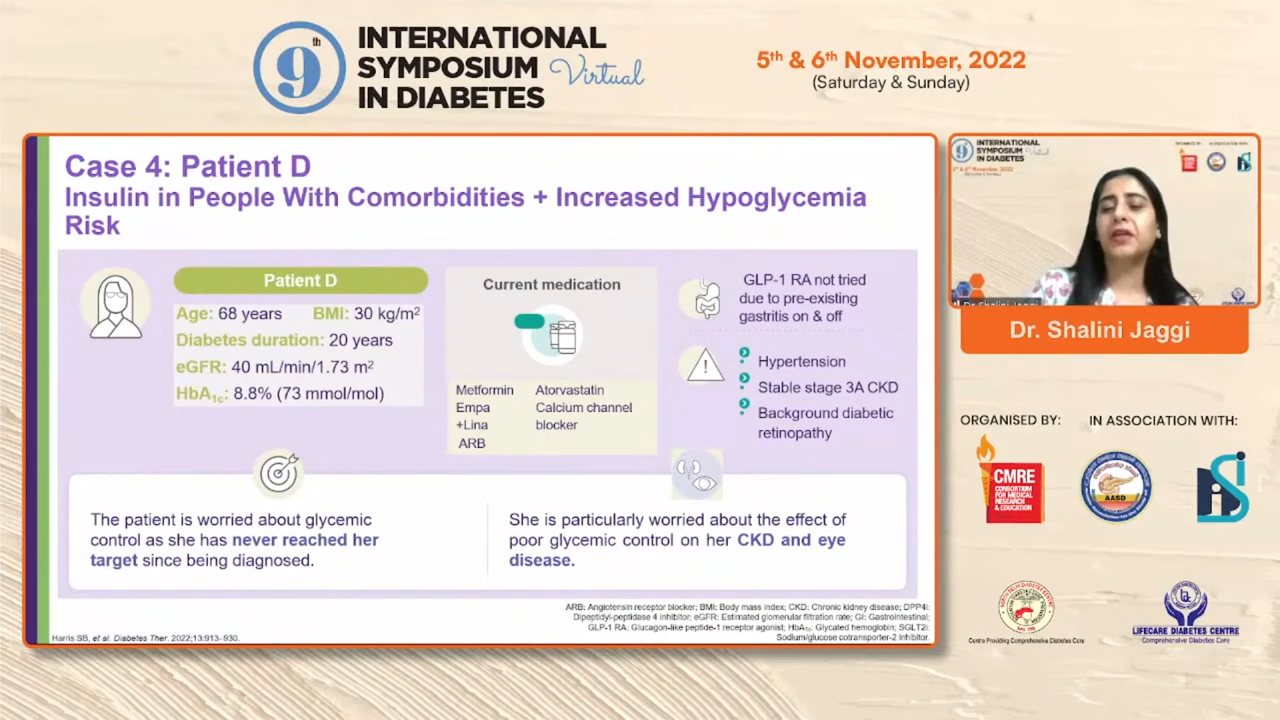 9th
INTERNATIONAL
SYMPOSIUM Virtual
IN DIABETES
5th & 6th November, 2022
(Saturday & Sunday)
Case 4: Patient D
Insulin in People With Comorbidities + Increased Hypoglycemia
Risk
Patient D
Age: 68 years BMI: 30 kg/m²
Diabetes duration: 20 years
eGFR: 40 mL/min/1.73 m²
HbA1c: 8.8% (73 mmol/mol)
Current medication
Metformin
Empa
+Lina
ARB
Atorvastatin
Calcium channel
blocker
GLP-1 RA not tried
due to pre-existing
gastritis on & off
Hypertension
Stable stage 3A CKD
Background diabetic
retinopathy
The patient is worried about glycemic
control as she has never reached her
target since being diagnosed.
She is particularly worried about the effect of
poor glycemic control on her CKD and eye
disease.
ARB: Angiotensin receptor blocker; BMI: Body mass index; CKD: Chronic kidney disease; DPP4i:
Dipeptidyl-peptidase 4 inhibitor; eGFR: Estimated glomerular filtration rate; GI: Gastrointestinal;
GLP-1 RA: Glucagon-like peptide-1 receptor agonist; HbA1c: Glycated hemoglobin; SGLT2i:
Sodium/glucose cotransporter-2 inhibitor.
Harris SB, et al. Diabetes Ther. 2022;13:913–930.
9
INTERNATIONAL
SYMPOSIUM
IN DIABETES
Dr. Shalini Jaggi
Dr. Shalini Jaggi
ORGANISED BY:
IN ASSOCIATION WITH:
CMRE
CONSORTIUM
FOR MEDICAL
RESEARCH
& EDUCATION
AASD
Centre Providing Comprehensive Diabetes Care
LIFECARE DIABETES CENTRE
Comprehensive Diabetes Care